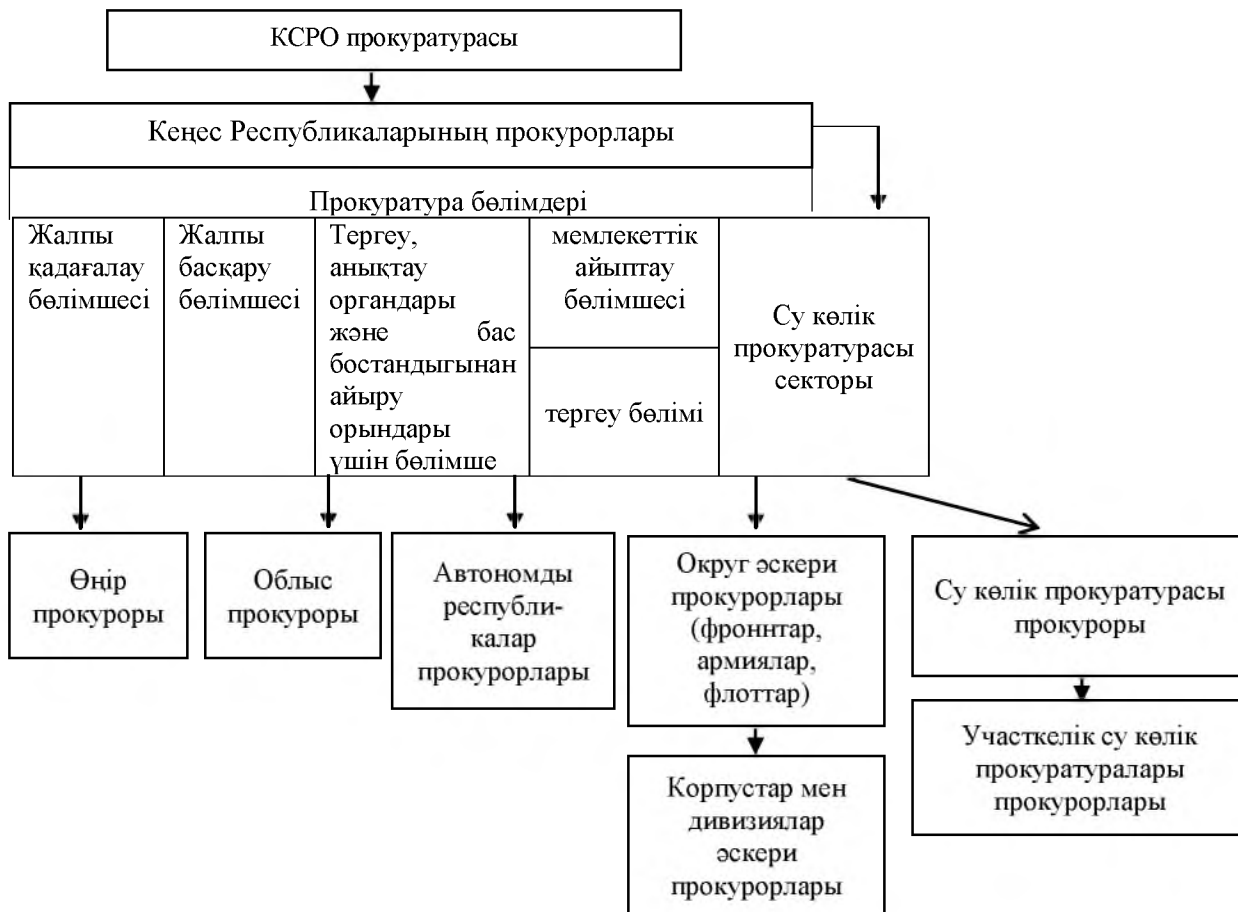 КСРО прокуратурасы
Кеңес Республикаларының прокурорлары
Прокуратура бөлімдері
Жалпы
қадағалау
бөлімшесі
Жалпы
басқару
бөлімшесі
Тергеу,
анықтау
органдары
және бас
бостандыгынан
айыру
орындары
үшін бөлімше
мемлекеттік
айыптау
бөлімшесі
тергеу бөлімі
Су көлік
прокуратурасы
секторы
Өңір
прокуроры
Облыс
прокуроры
Автономды
республи-
калар
прокурорлары
Округ әскери
прокурорлары
(фроннтар,
армиялар,
флоттар)
Су көлік прокуратурасы
прокуроры
Корпустар мен
дивизиялар
әскери
прокурорлары
Участкелік су көлік
прокуратуралары
прокурорлары